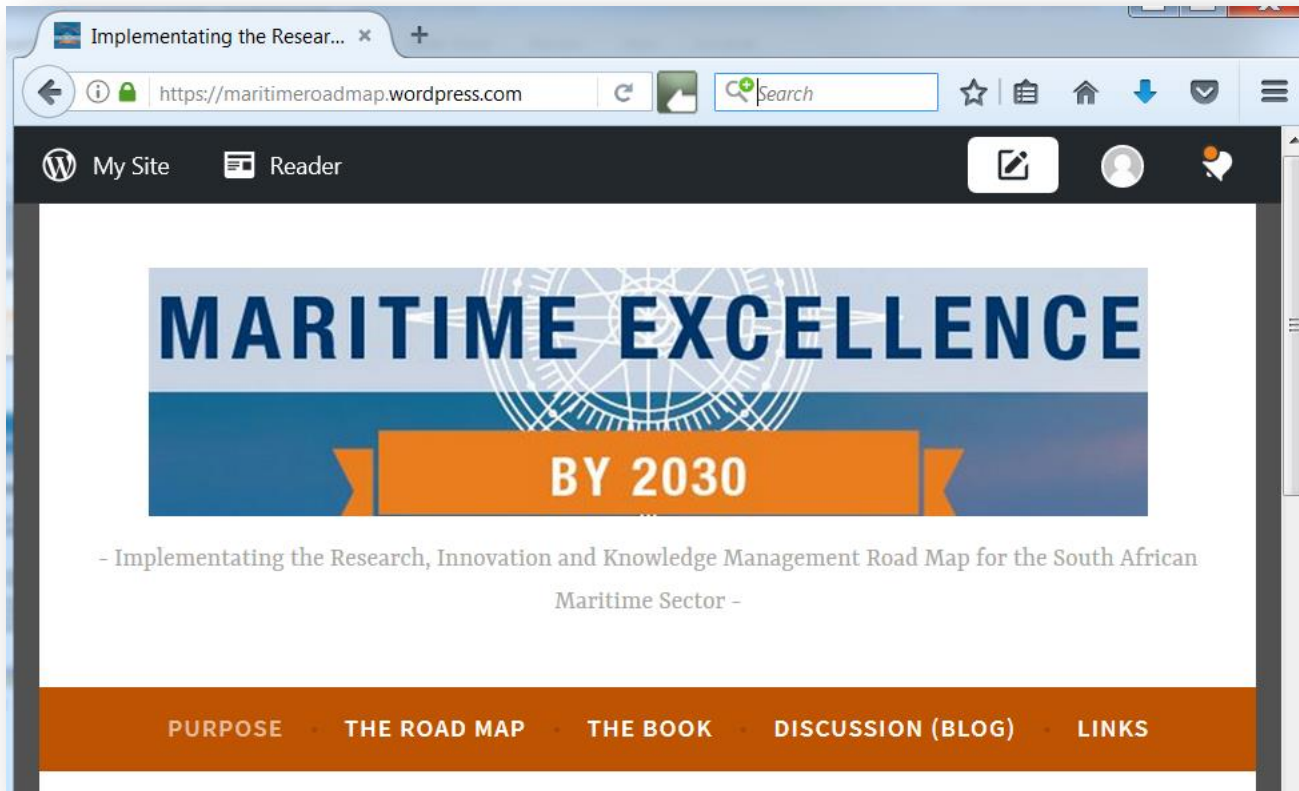 Implementating the Resear...
https://maritimeroadmap.wordpress.com
Search
My Site Reader
MARITIME EXCELLENCE
BY 2030
- Implementating the Research, Innovation and Knowledge Management Road Map for the South African
Maritime Sector -
PURPOSE THE ROAD MAP THE BOOK DISCUSSION (BLOG) LINKS